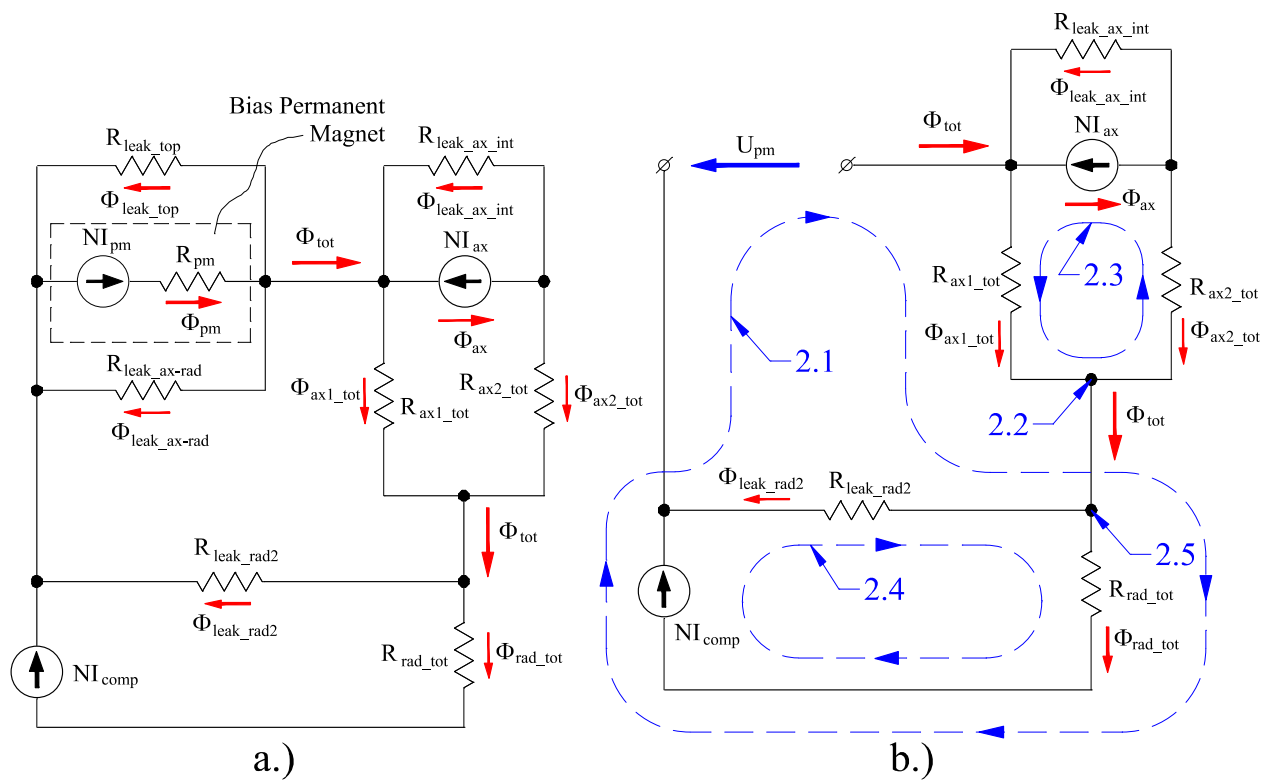 Bias Permanent
Magnet
R_leak_top
Φ_leak_top
NI_pm
R_pm
Φ_pm
R_leak_ax-rad
Φ_leak_ax-rad
Φ_tot
R_leak_ax_int
Φ_leak_ax_int
NI_ax
Φ_ax
Φ_ax1_tot
R_ax1_tot
R_ax2_tot
Φ_ax2_tot
Φ_tot
R_leak_rad2
Φ_leak_rad2
R_rad_tot
Φ_rad_tot
NI_comp
a.)
U_pm
Φ_tot
R_leak_ax_int
Φ_leak_ax_int
NI_ax
Φ_ax
2.3
R_ax1_tot
R_ax2_tot
Φ_ax1_tot
Φ_ax2_tot
2.1
2.2
Φ_tot
Φ_leak_rad2
R_leak_rad2
2.4
2.5
R_rad_tot
Φ_rad_tot
NI_comp
b.)